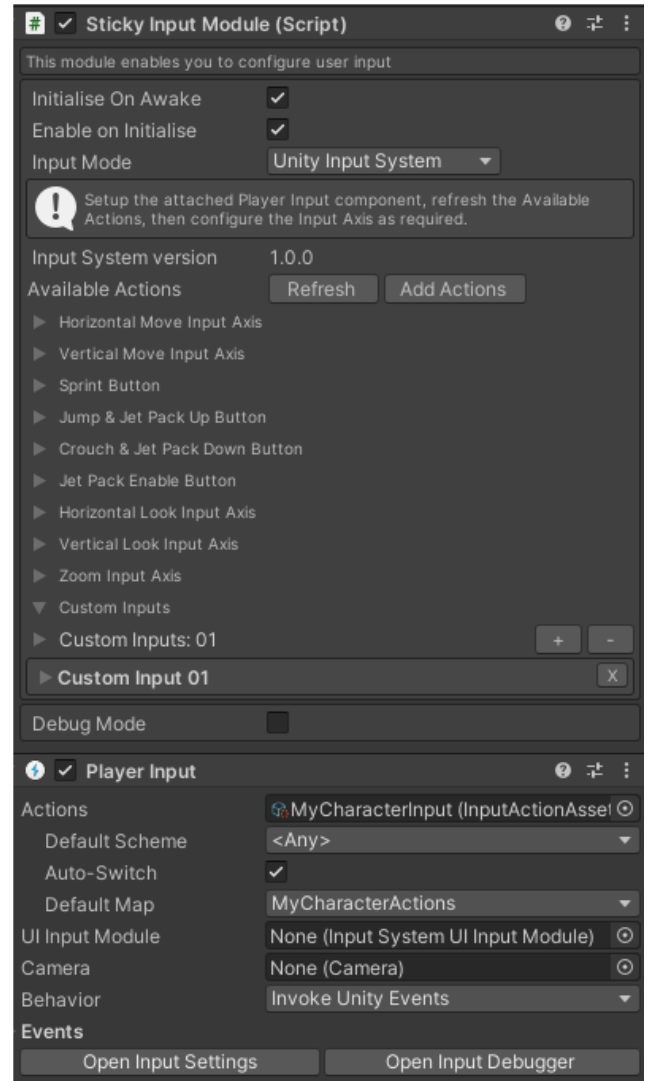 # Sticky Input Module (Script)
This module enables you to configure user input
Initialise On Awake
Enable on Initialise
Input Mode Unity Input System
! Setup the attached Player Input component, refresh the Available
Actions, then configure the Input Axis as required.
Input System version 1.0.0
Available Actions Refresh Add Actions
Horizontal Move Input Axis
Vertical Move Input Axis
Sprint Button
Jump & Jet Pack Up Button
Crouch & Jet Pack Down Button
Jet Pack Enable Button
Horizontal Look Input Axis
Vertical Look Input Axis
Zoom Input Axis
Custom Inputs
Custom Inputs: 01 + -
Custom Input 01 X
Debug Mode
Player Input
Actions MyCharacterInput (InputActionAsset
Default Scheme <Any>
Auto-Switch
Default Map MyCharacterActions
UI Input Module None (Input System UI Input Module)
Camera None (Camera)
Behavior Invoke Unity Events
Events
Open Input Settings Open Input Debugger